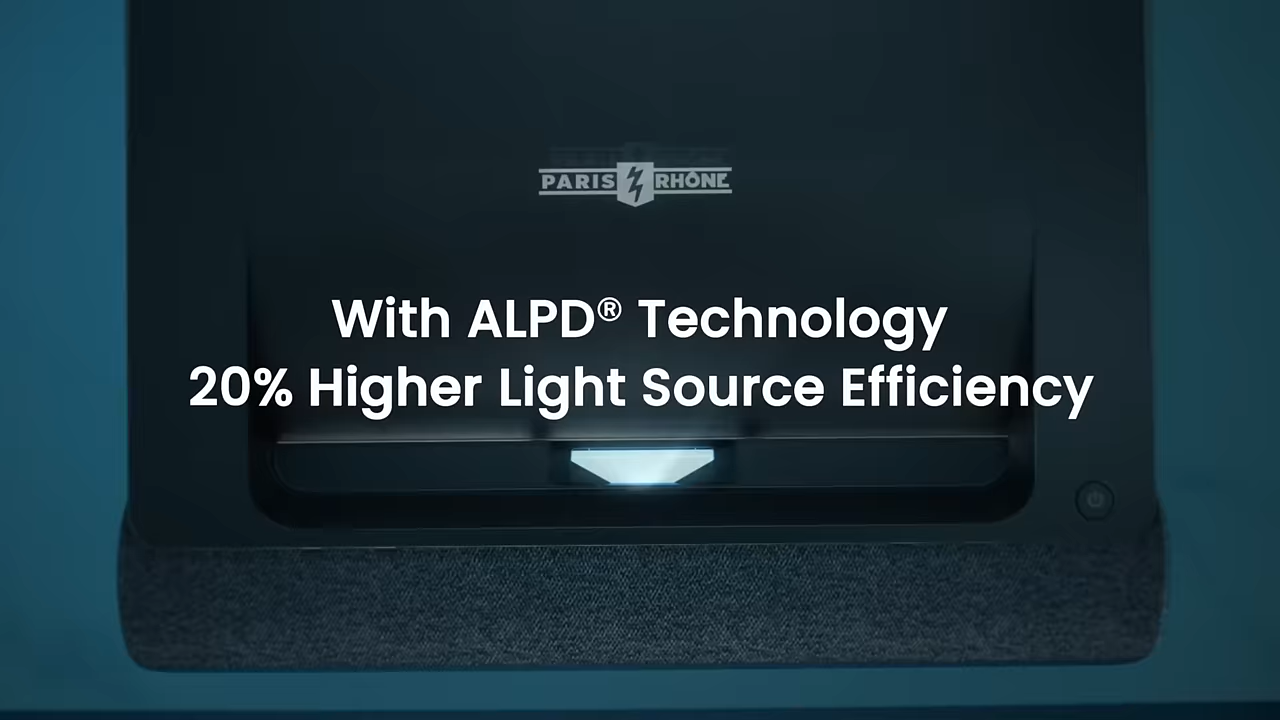 PARIS RHÔNE
With ALPD® Technology
20% Higher Light Source Efficiency